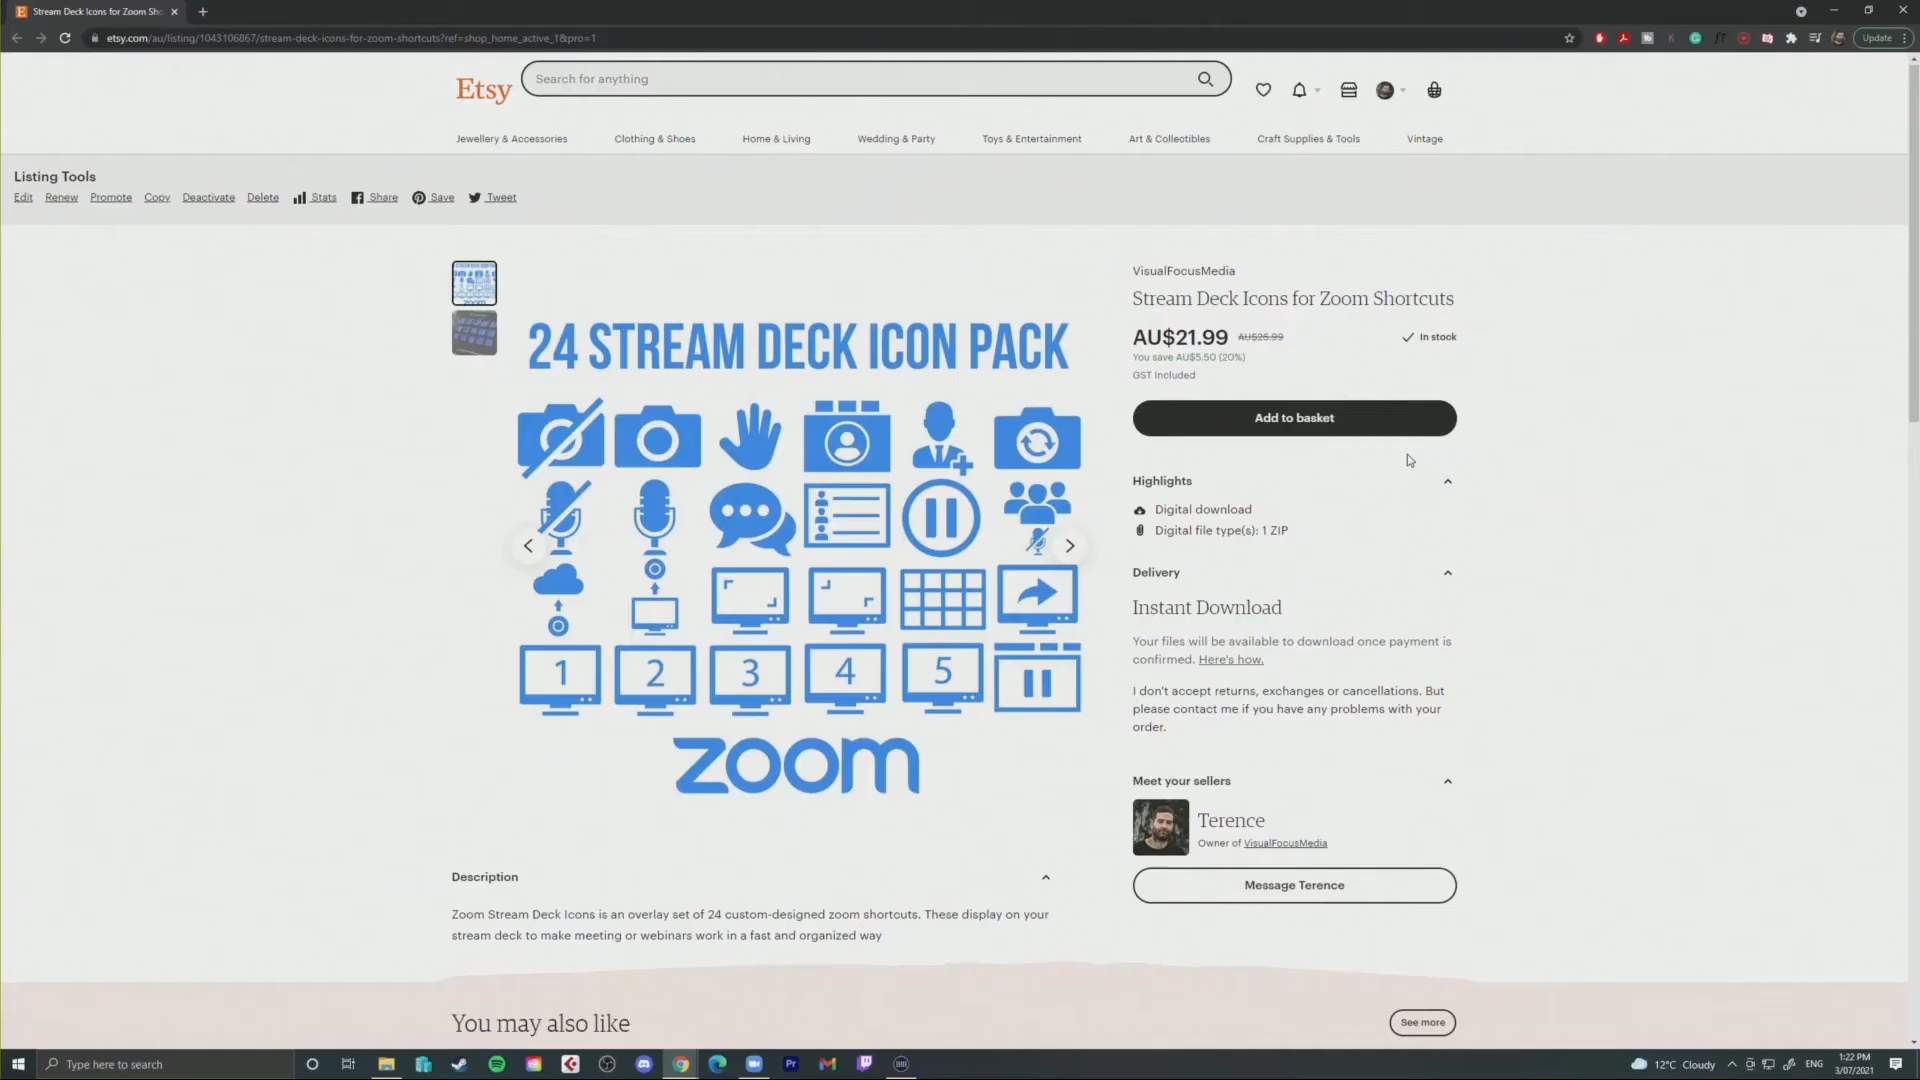 Stream Deck Icons for Zoom Sho
etsy.com/au/listing/1043106867/stream-deck-icons-for-zoom-shortcuts?ref=shop_home_active_1&pro=1
Update
Etsy
Search for anything
Jewellery & Accessories
Clothing & Shoes
Home & Living
Wedding & Party
Toys & Entertainment
Art & Collectibles
Craft Supplies & Tools
Vintage
Listing Tools
Edit Renew Promote Copy Deactivate Delete Stats Share Save Tweet
24 STREAM DECK ICON PACK
1 2 3 4 5
zoom
VisualFocusMedia
Stream Deck Icons for Zoom Shortcuts
AU$21.99 In stock
You save AU$5.50 (20%)
GST Included
Add to basket
Highlights
Digital download
Digital file type(s): 1 ZIP
Delivery
Instant Download
Your files will be available to download once payment is
confirmed. Here's how.
I don't accept returns, exchanges or cancellations. But
please contact me if you have any problems with your
order.
Meet your sellers
Terence
Owner of VisualFocusMedia
Message Terence
Description
Zoom Stream Deck Icons is an overlay set of 24 custom-designed zoom shortcuts. These display on your
stream deck to make meeting or webinars work in a fast and organized way
You may also like
See more
Type here to search
Pr
12°C Cloudy
ENG
1:22 PM
3/07/2021